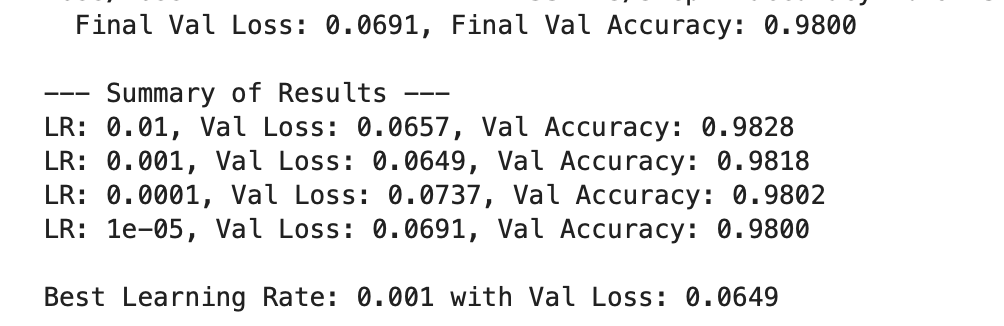 Final Val Loss: 0.0691, Final Val Accuracy: 0.9800
--- Summary of Results ---
LR: 0.01, Val Loss: 0.0657, Val Accuracy: 0.9828
LR: 0.001, Val Loss: 0.0649, Val Accuracy: 0.9818
LR: 0.0001, Val Loss: 0.0737, Val Accuracy: 0.9802
LR: 1e-05, Val Loss: 0.0691, Val Accuracy: 0.9800
Best Learning Rate: 0.001 with Val Loss: 0.0649